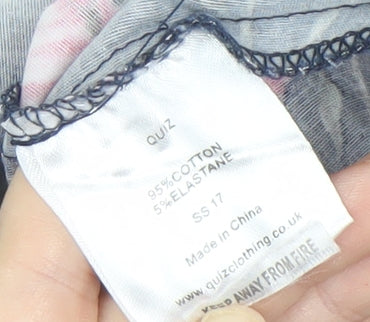 QUIZ
95% COTTON
5% ELASTANE
SS 17
Made in China
www.quizclothing.co.uk
KEEP AWAY FROM FIRE